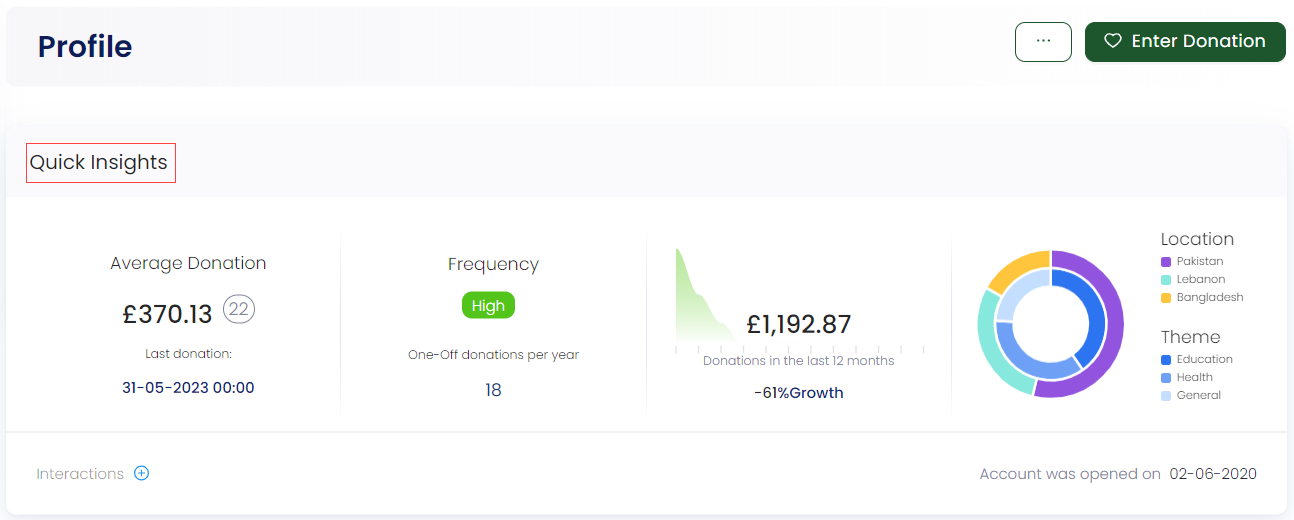 Profile
...
Enter Donation
Quick Insights
Average Donation
£370.13 22
Last donation:
31-05-2023 00:00
Frequency
High
One-Off donations per year
18
£1,192.87
Donations in the last 12 months
-61%Growth
Location
Pakistan
Lebanon
Bangladesh
Theme
Education
Health
General
Interactions
Account was opened on 02-06-2020